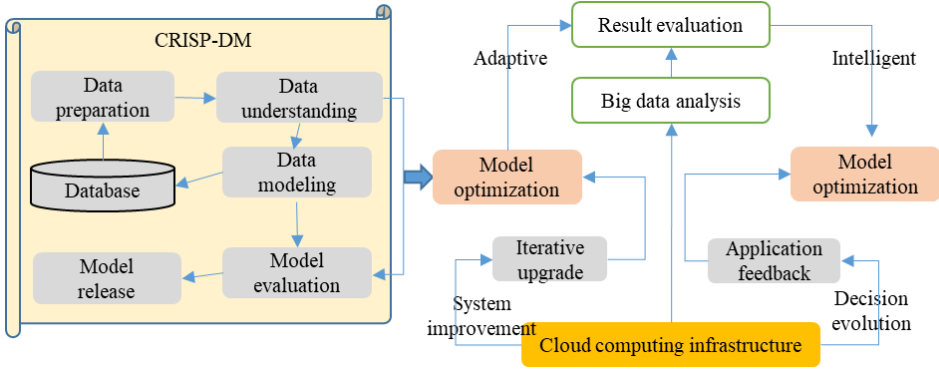 CRISP-DM
Data
preparation
Data
understanding
Database
Data
modeling
Model
release
Model
evaluation
Adaptive
Result evaluation
Intelligent
Big data analysis
Model
optimization
Model
optimization
Iterative
upgrade
Application
feedback
System
improvement
Decision
evolution
Cloud computing infrastructure